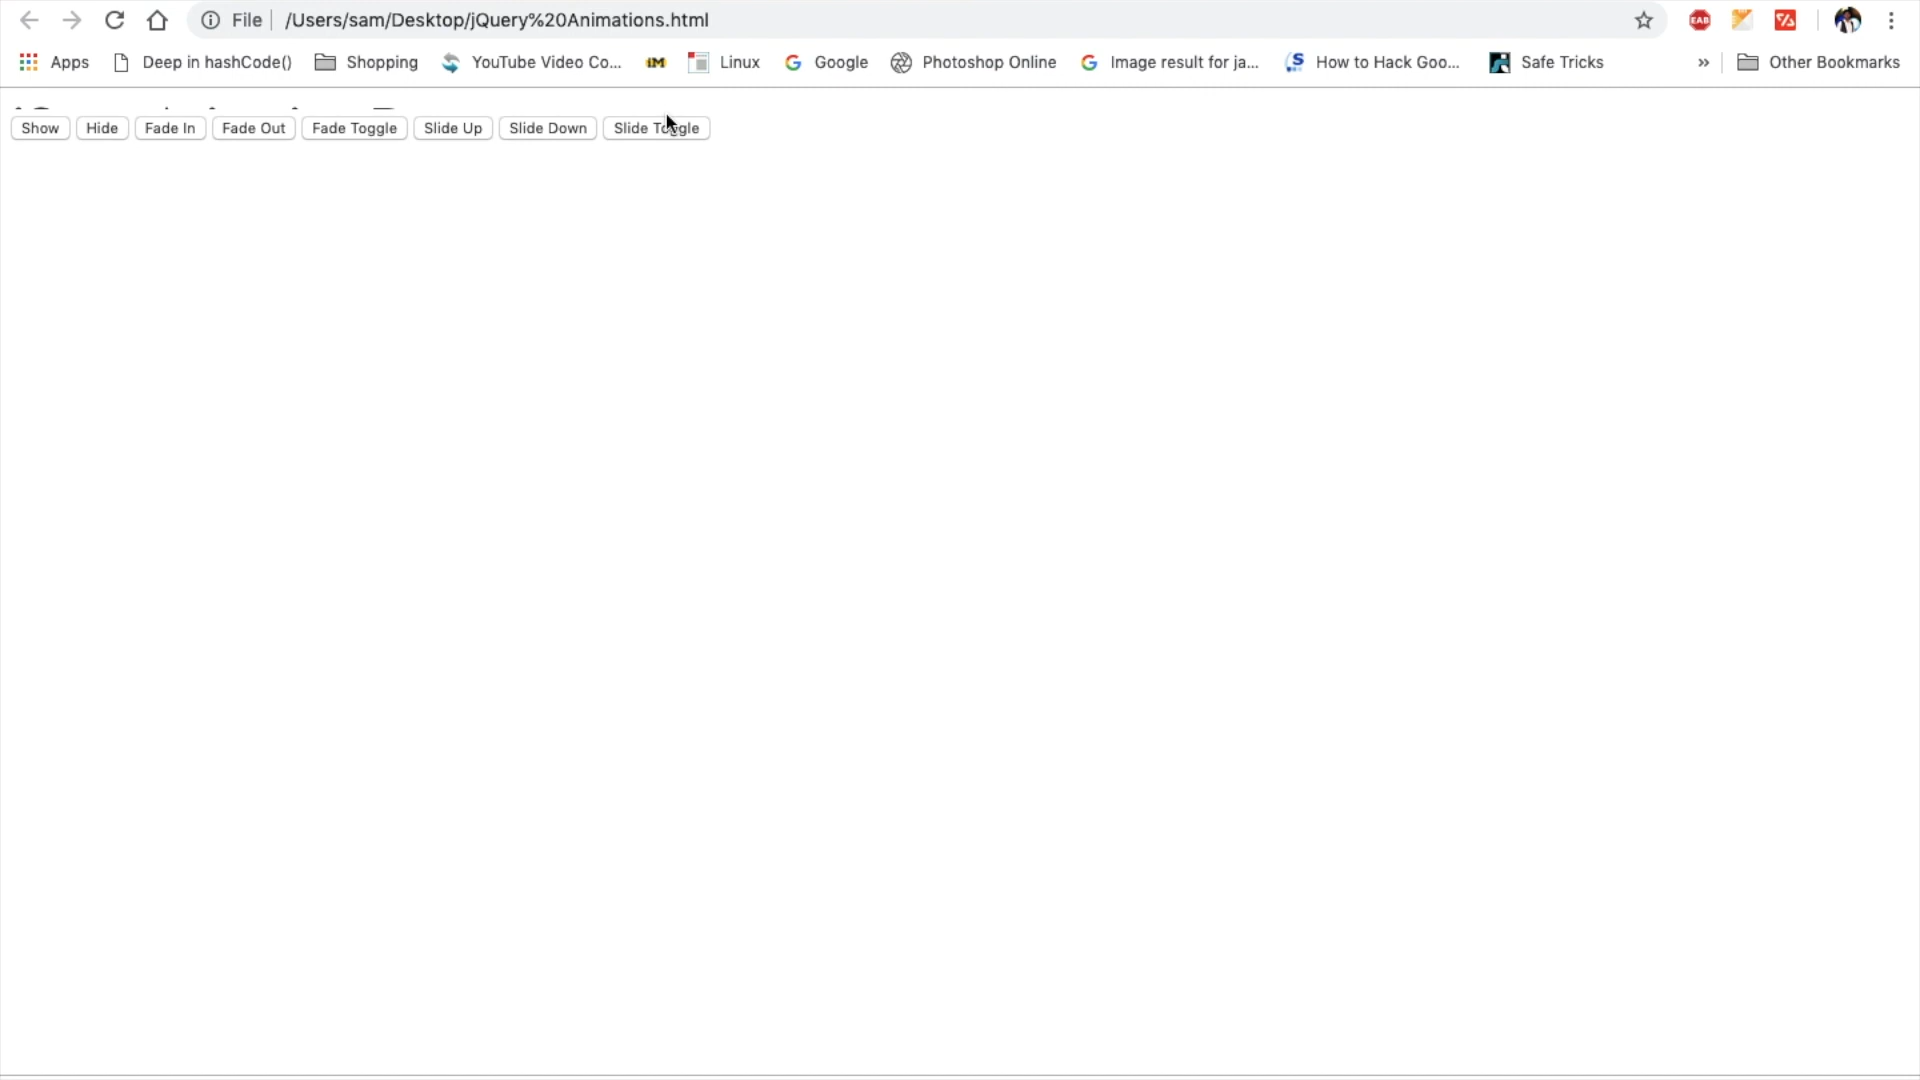 File /Users/sam/Desktop/jQuery%20Animations.html EAB
Apps Deep in hashCode() Shopping YouTube Video Co... iM Linux Google Photoshop Online Image result for ja... How to Hack Goo... Safe Tricks » Other Bookmarks
Show Hide Fade In Fade Out Fade Toggle Slide Up Slide Down Slide Toggle